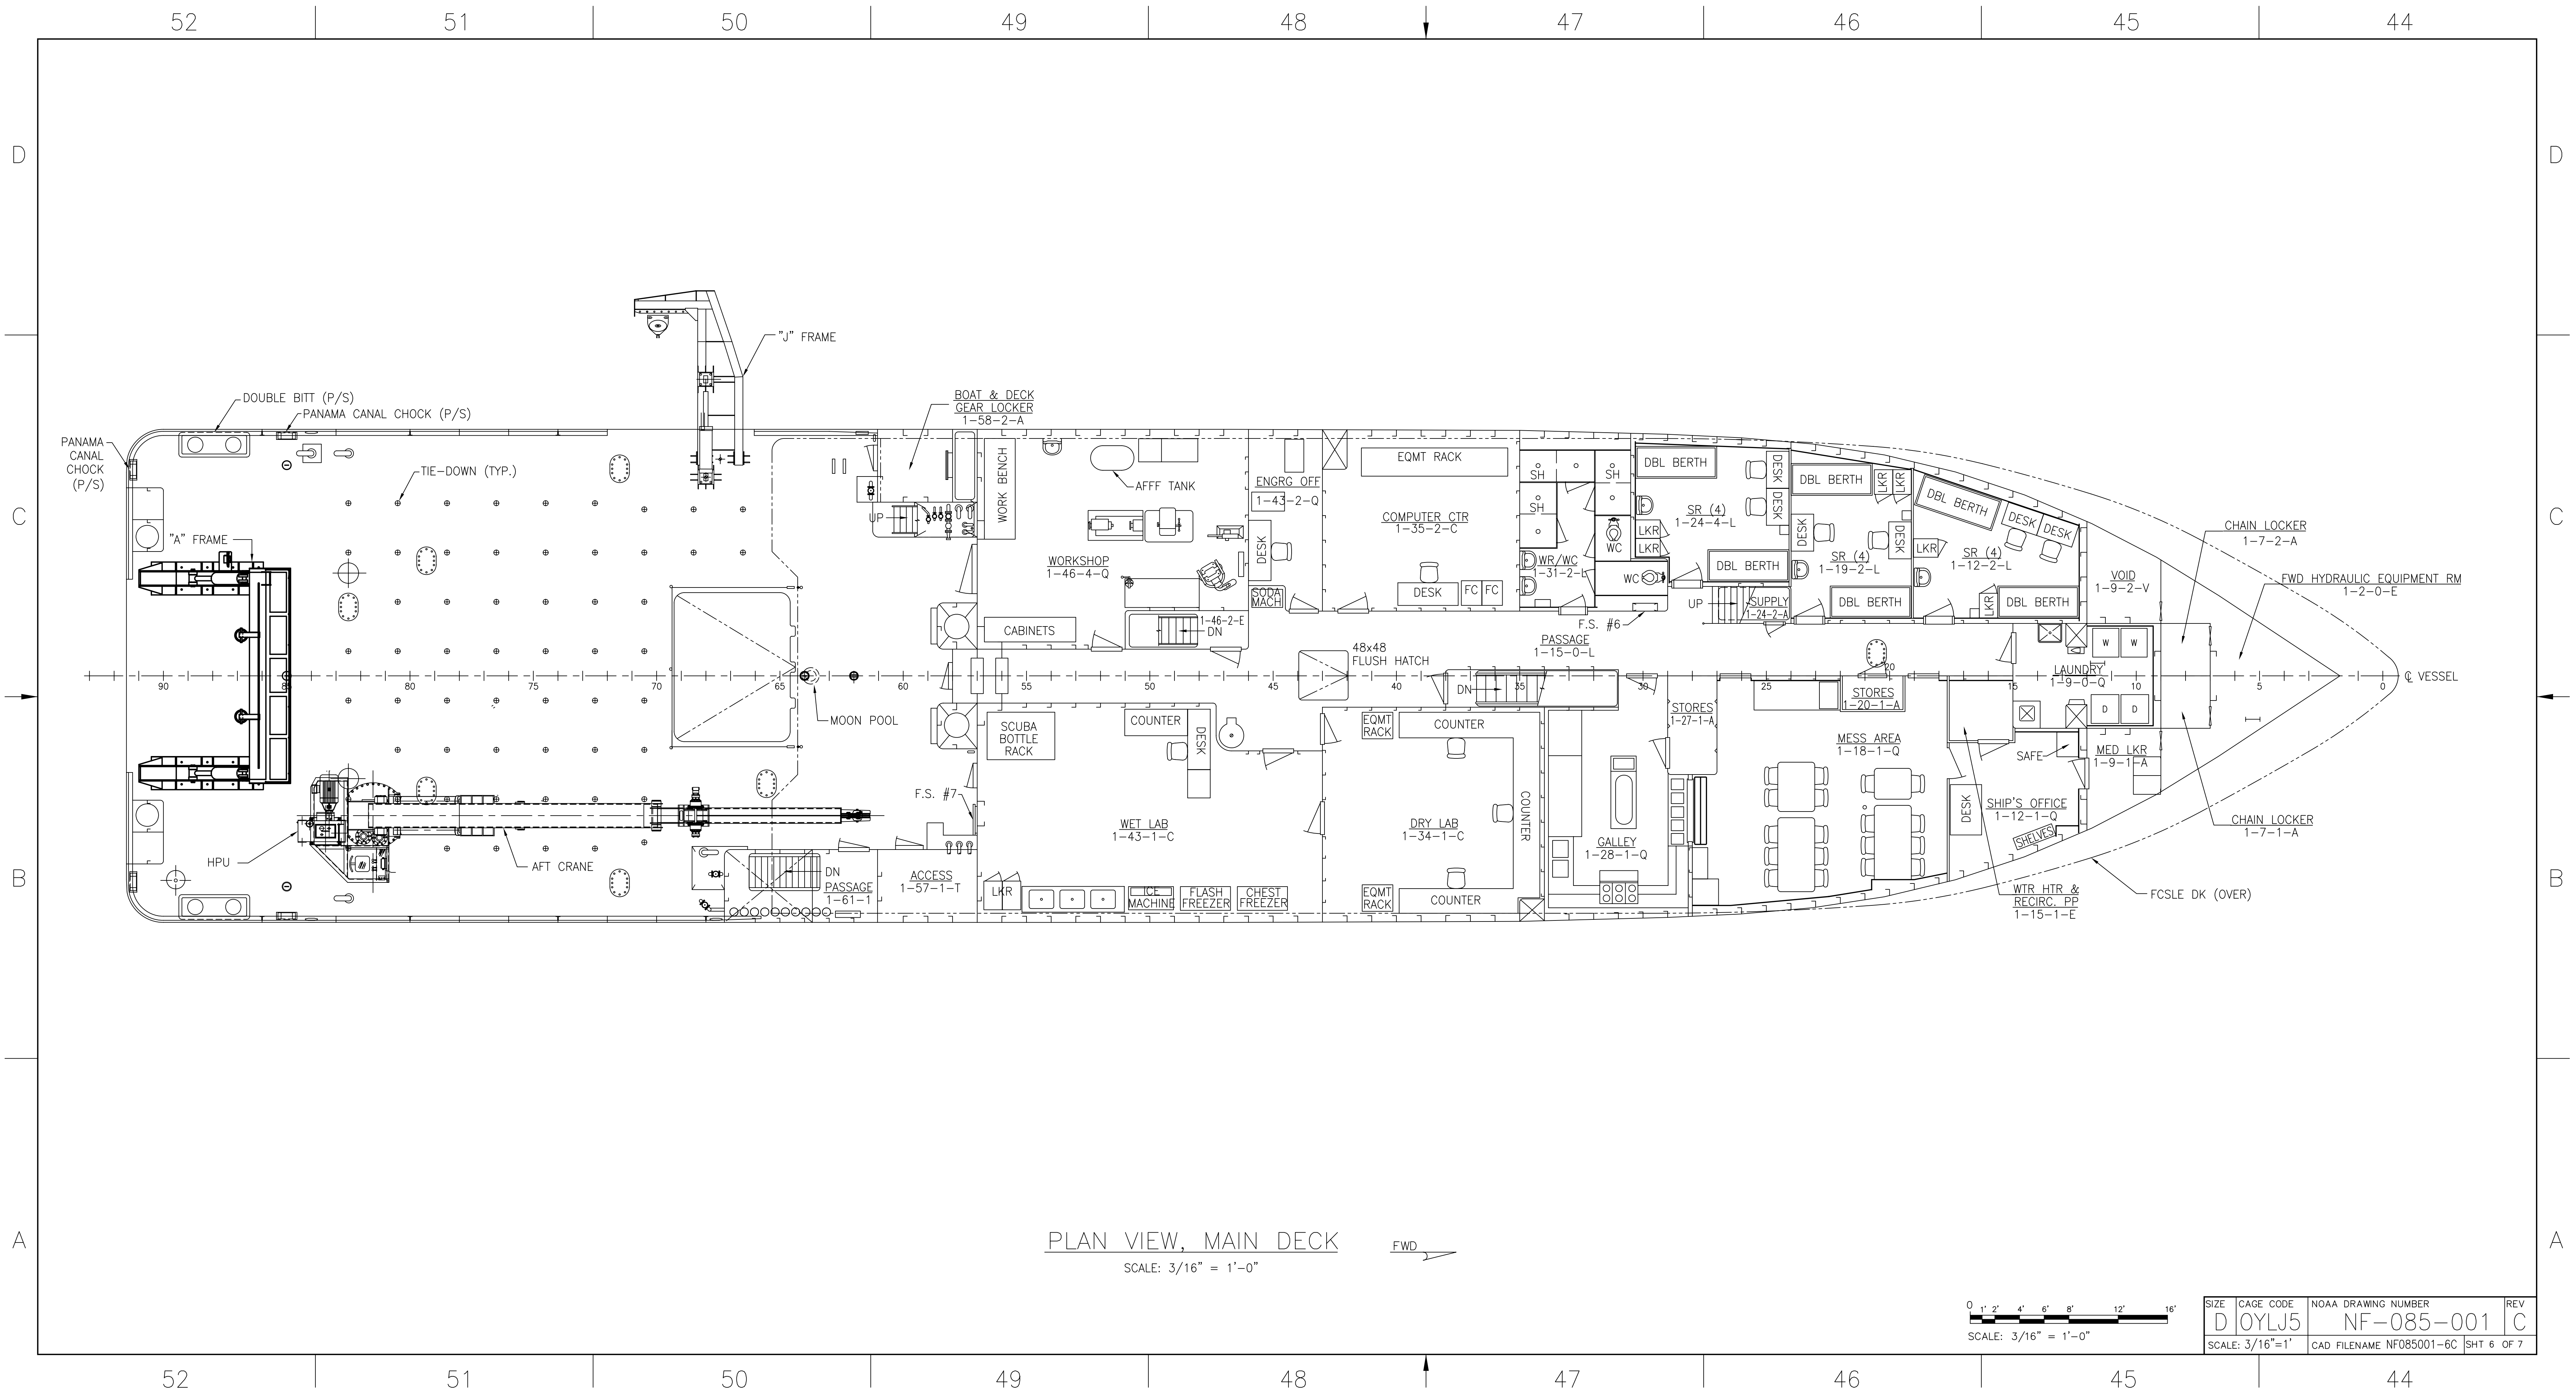 52 51 50 49 48 47 46 45 44
D D
"J" FRAME
DOUBLE BITT (P/S)
PANAMA CANAL CHOCK (P/S)
BOAT & DECK
GEAR LOCKER
1-58-2-A
PANAMA
CANAL
CHOCK
(P/S)
TIE-DOWN (TYP.)
WORK BENCH
AFFF TANK
ENGRG OFF
1-43-2-Q
EQMT RACK
SH
SH
SH
DBL BERTH
DESK
DESK
DBL BERTH
LKR
LKR
DBL BERTH
DESK
DESK
C C
UP
COMPUTER CTR
1-35-2-C
SR (4)
1-24-4-L
LKR
LKR
DESK
DESK
CHAIN LOCKER
1-7-2-A
"A" FRAME
WORKSHOP
1-46-4-Q
DESK
WC
WR/WC
1-31-2-L
WC
DBL BERTH
SR (4)
1-19-2-L
LKR
SR (4)
1-12-2-L
VOID
1-9-2-V
FWD HYDRAULIC EQUIPMENT RM
1-2-0-E
SODA
MACH
DESK
FC
FC
UP
SUPPLY
1-24-2-A
DBL BERTH
LKR
DBL BERTH
CABINETS
1-46-2-E
DN
F.S. #6
PASSAGE
1-15-0-L
48x48
FLUSH HATCH
W
W
LAUNDRY
1-9-0-Q
90 80 75 70 65 60 55 50 45 40 35 30 25 20 15 10 5 0
℄ VESSEL
DN
D
D
MOON POOL
SCUBA
BOTTLE
RACK
COUNTER
DESK
EQMT
RACK
COUNTER
STORES
1-27-1-A
STORES
1-20-1-A
MESS AREA
1-18-1-Q
SAFE
MED LKR
1-9-1-A
F.S. #7
WET LAB
1-43-1-C
DRY LAB
1-34-1-C
COUNTER
GALLEY
1-28-1-Q
DESK
SHIP'S OFFICE
1-12-1-Q
SHELVES
CHAIN LOCKER
1-7-1-A
HPU
AFT CRANE
DN
PASSAGE
1-61-1
ACCESS
1-57-1-T
LKR
ICE
MACHINE
FLASH
FREEZER
CHEST
FREEZER
EQMT
RACK
COUNTER
B B
WTR HTR &
RECIRC. PP
1-15-1-E
FCSLE DK (OVER)
A A
PLAN VIEW, MAIN DECK
SCALE: 3/16" = 1'-0"
FWD
0 1' 2' 4' 6' 8' 12' 16'
SCALE: 3/16" = 1'-0"
SIZE CAGE CODE NOAA DRAWING NUMBER REV
D 0YLJ5 NF-085-001 C
SCALE: 3/16"=1' CAD FILENAME NF085001-6C SHT 6 OF 7
52 51 50 49 48 47 46 45 44